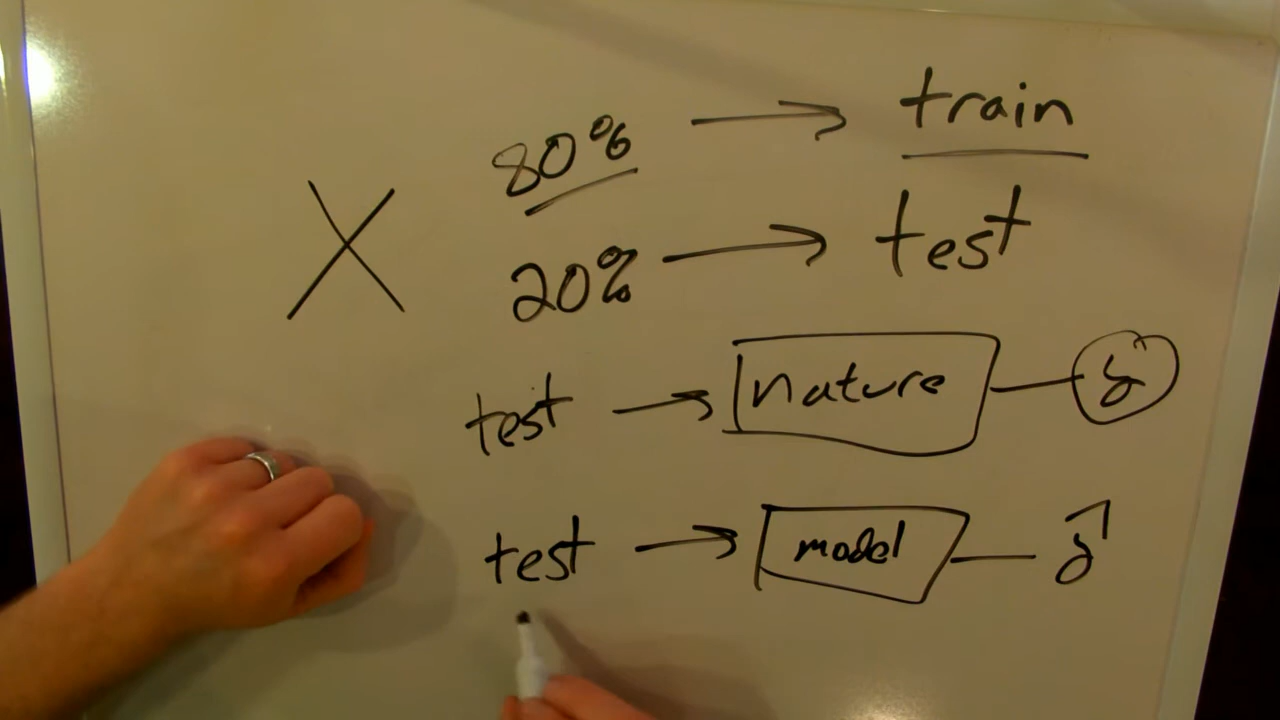 X
80% → train
20% → test
test → nature — y
test → model — ŷ